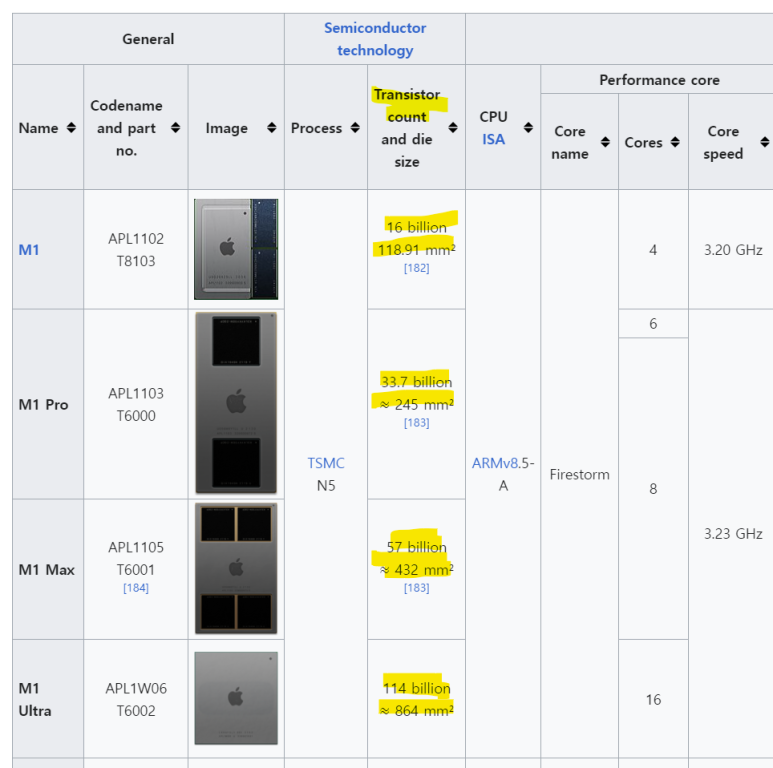 General
Semiconductor
technology
Name
Codename
and part
no.
Image
Process
Transistor
count
and die
size
CPU
ISA
Performance core
Core
name
Cores
Core
speed
M1
APL1102
T8103
16 billion
118.91 mm²
[182]
4
3.20 GHz
M1 Pro
APL1103
T6000
33.7 billion
≈ 245 mm²
[183]
6
TSMC
N5
ARMv8.5-
A
Firestorm
8
3.23 GHz
M1 Max
APL1105
T6001
[184]
57 billion
≈ 432 mm²
[183]
M1
Ultra
APL1W06
T6002
114 billion
≈ 864 mm²
16